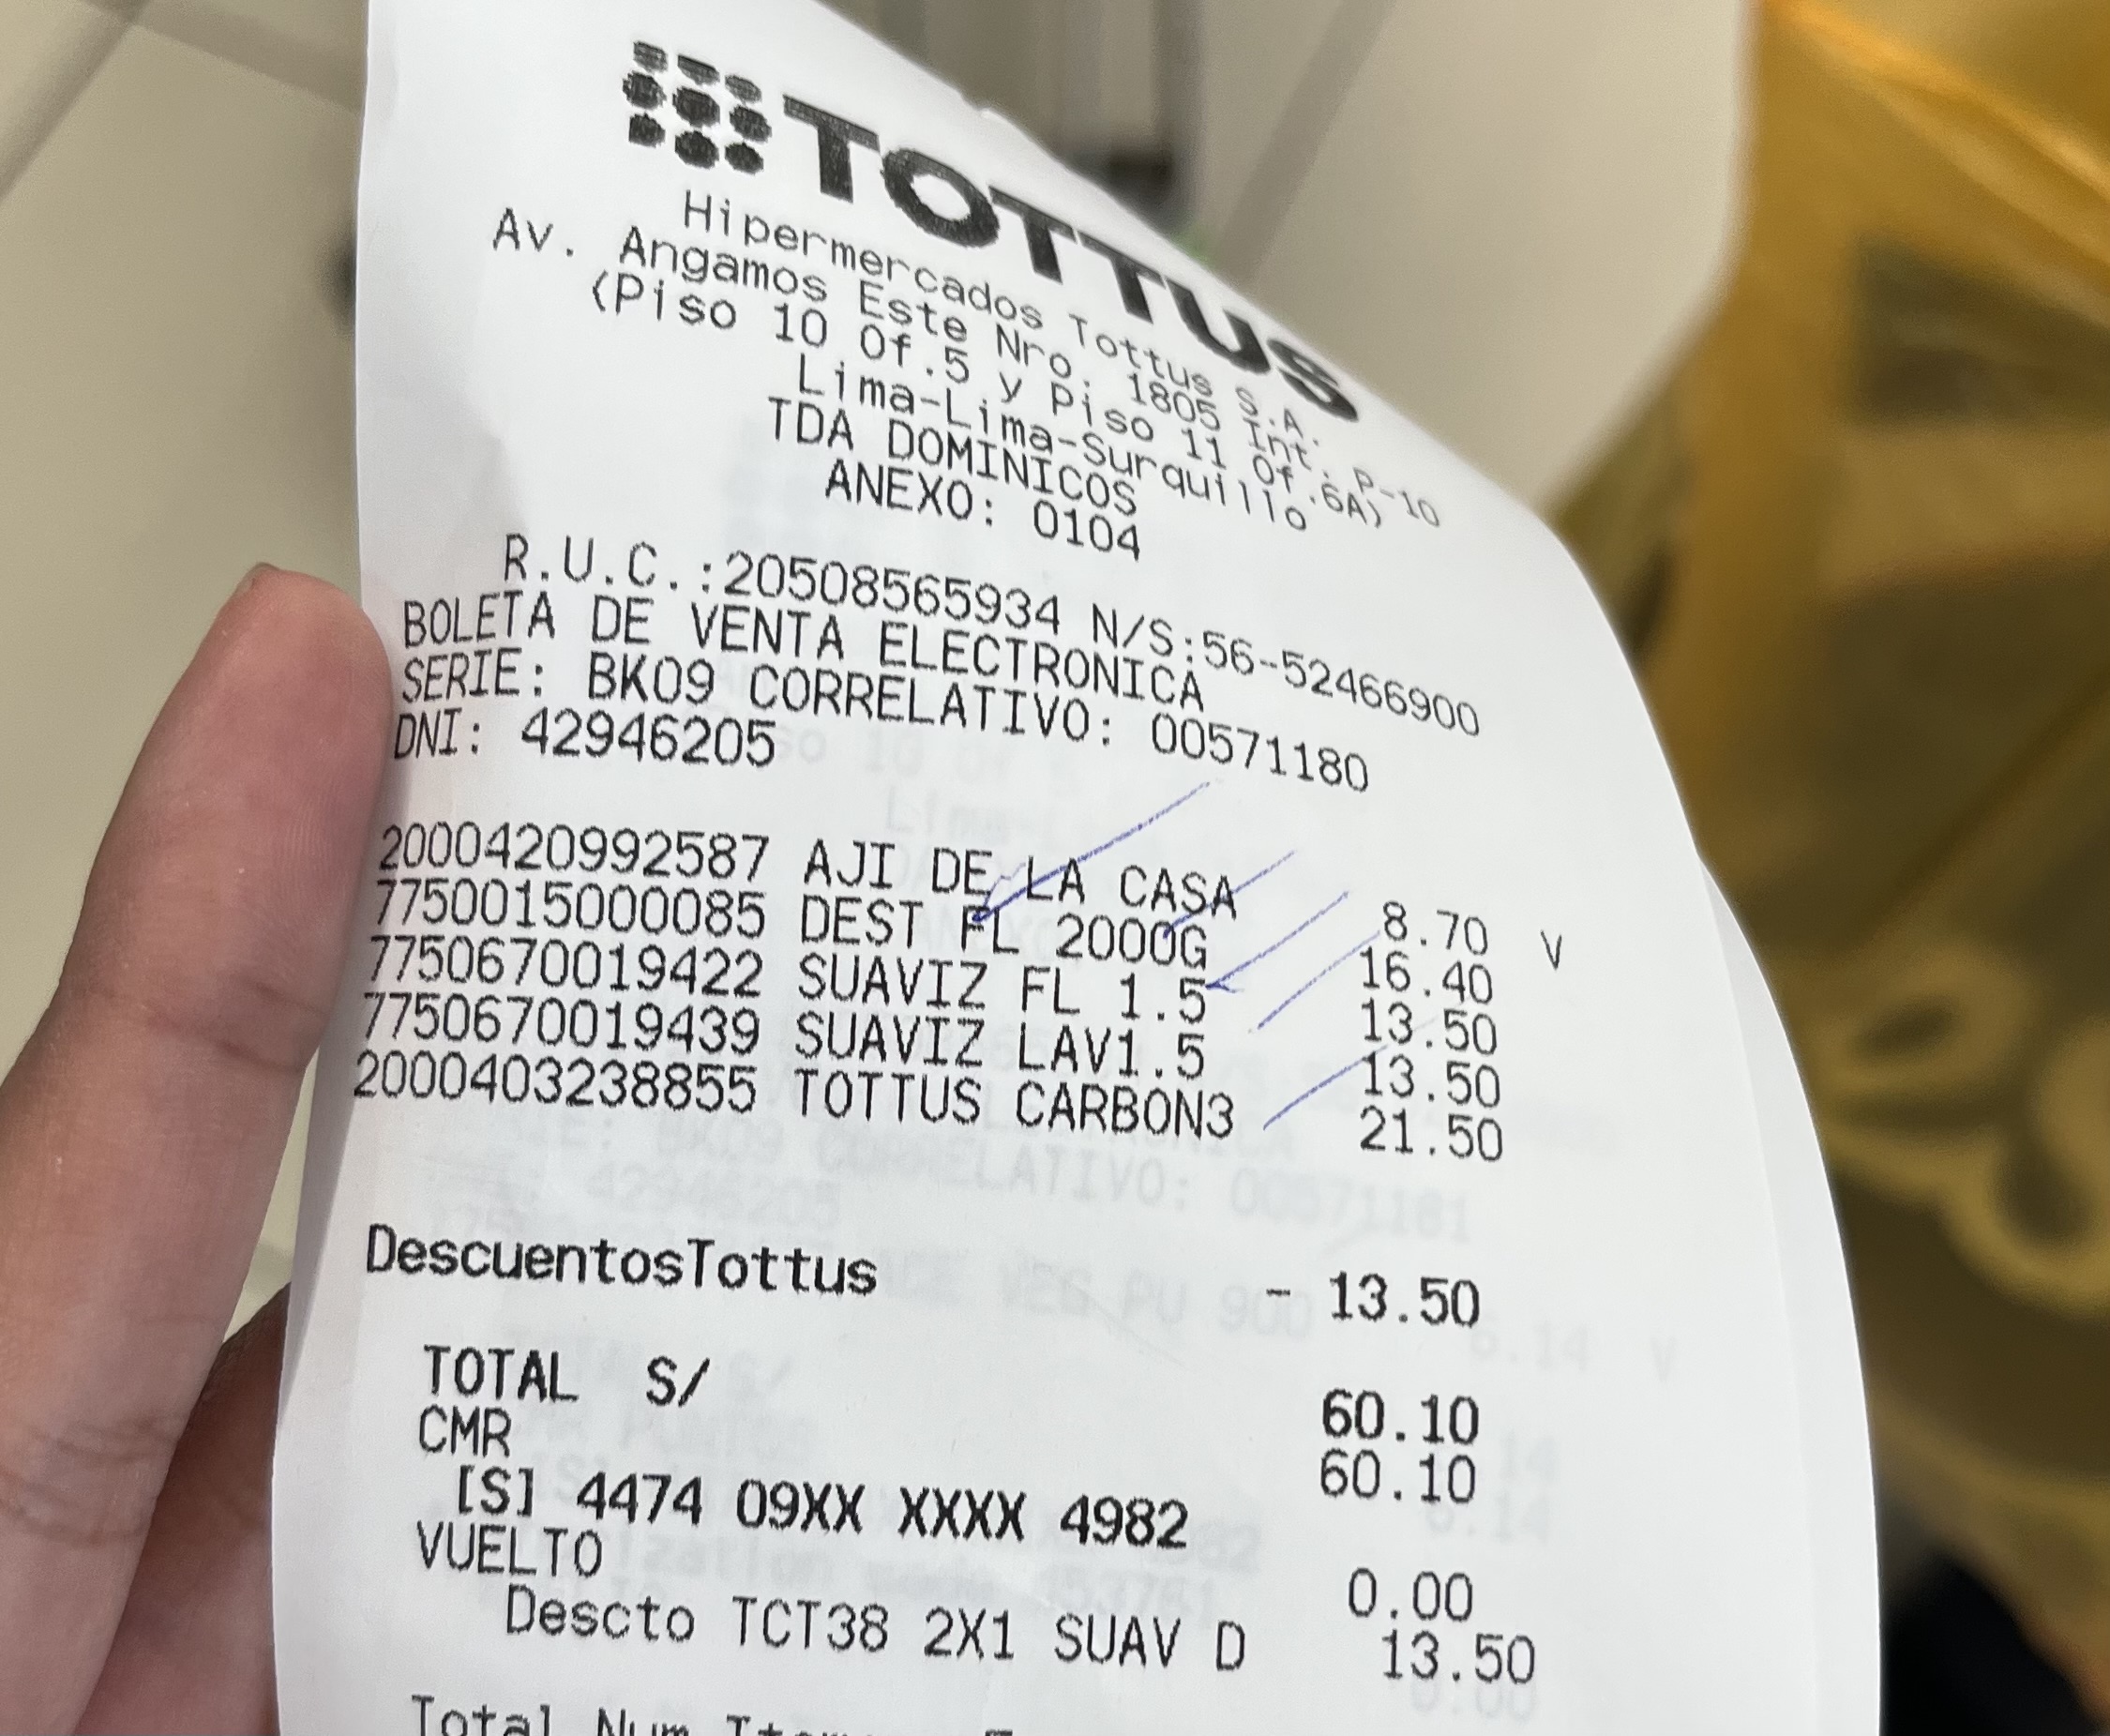 TOTTUS
Hipermercados Tottus S.A.
Av. Angamos Este Nro. 1805 Int. P-10
(Piso 10 Of.5 y Piso 11 Of.6A)
Lima-Lima-Surquillo
TDA DOMINICOS
ANEXO: 0104
R.U.C.:20508565934 N/S:56-52466900
BOLETA DE VENTA ELECTRONICA
SERIE: BK09 CORRELATIVO: 00571180
DNI: 42946205
2000420992587 AJI DE LA CASA 8.70 V
7750015000085 DEST FL 2000G 16.40
7750670019422 SUAVIZ FL 1.5 13.50
7750670019439 SUAVIZ LAV1.5 13.50
2000403238855 TOTTUS CARBON3 21.50
DescuentosTottus - 13.50
TOTAL S/ 60.10
CMR 60.10
[S] 4474 09XX XXXX 4982
VUELTO 0.00
Descto TCT38 2X1 SUAV D 13.50
Total Num